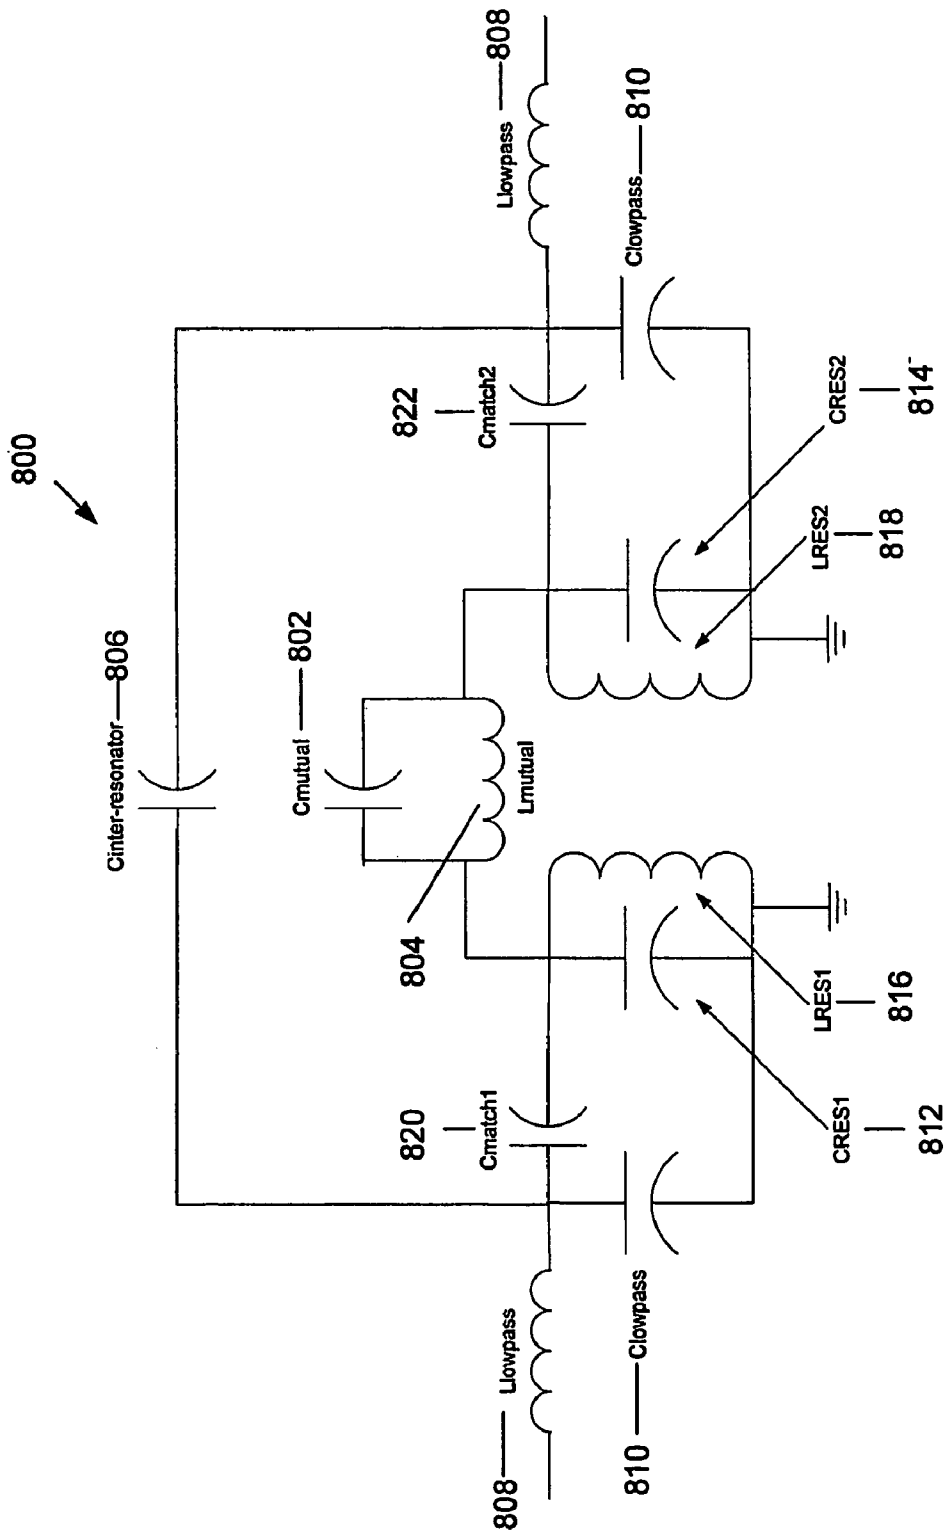 800
Cinter-resonator 806
Cmutual 802
804
Lmutual
808 Llowpass
820
Cmatch1
822
Cmatch2
Llowpass 808
810 Clowpass
Clowpass 810
CRES1
812
LRES1
816
LRES2
818
CRES2
814